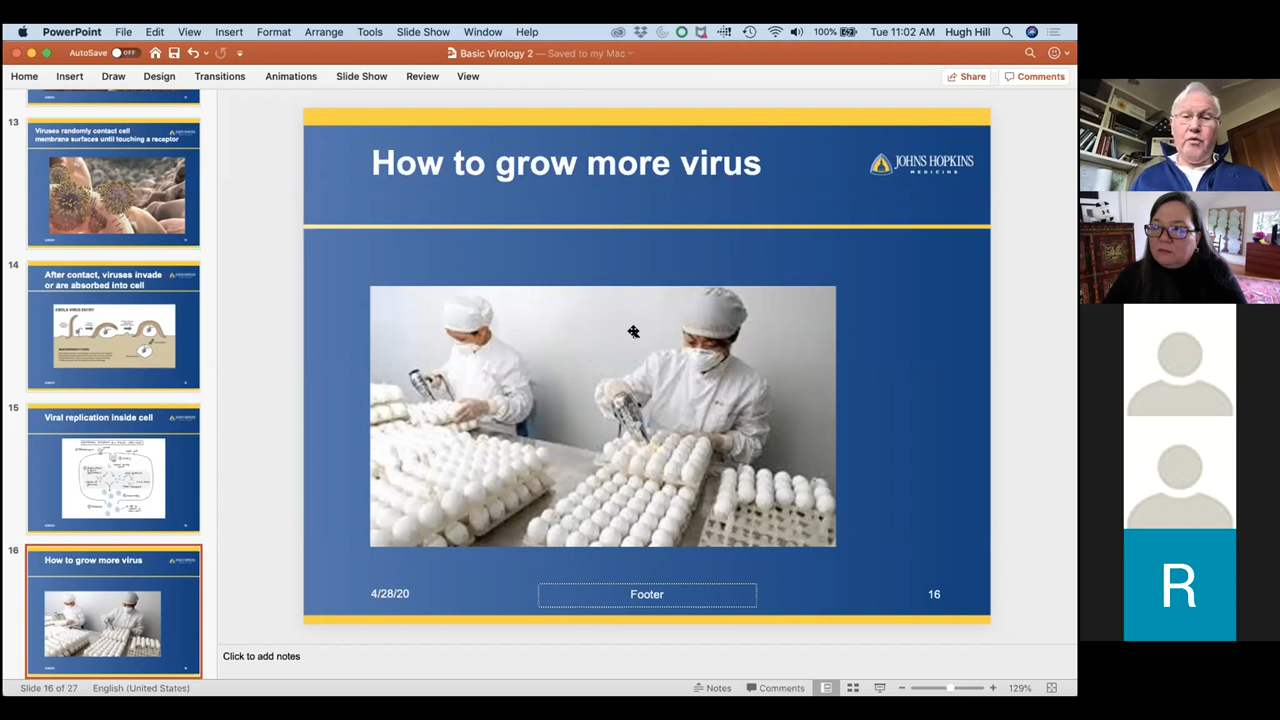 PowerPoint File Edit View Insert Format Arrange Tools Slide Show Window Help 100% Tue 11:02 AM Hugh Hill
AutoSave OFF Basic Virology 2 — Saved to my Mac
Home Insert Draw Design Transitions Animations Slide Show Review View Share Comments
13
Viruses randomly contact cell
membrane surfaces until touching a receptor
14
After contact, viruses invade
or are absorbed into cell
EBOLA VIRUS ENTRY
15
Viral replication inside cell
16
How to grow more virus
How to grow more virus
JOHNS HOPKINS
MEDICINE
4/28/20 Footer 16
Click to add notes
Slide 16 of 27 English (United States) Notes Comments 129%
R